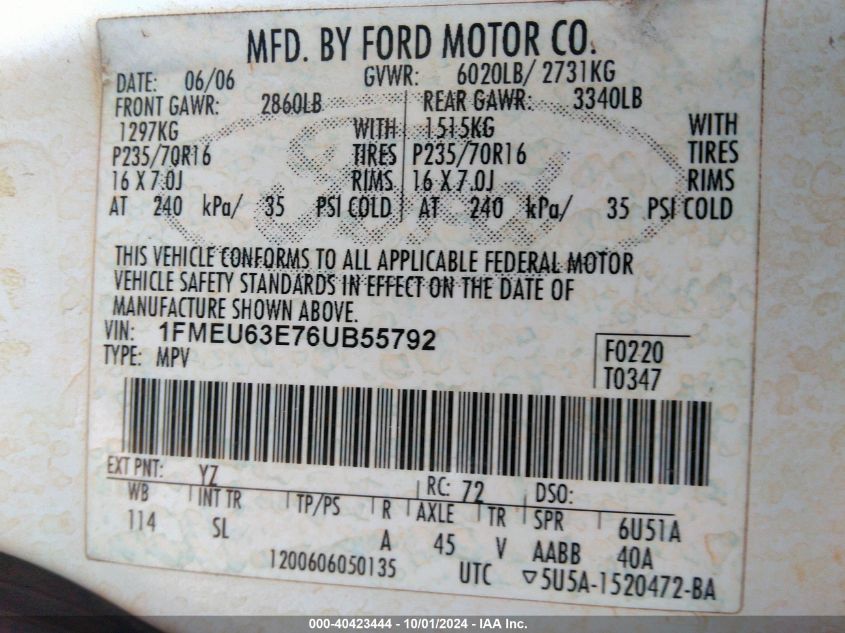 MFD. BY FORD MOTOR CO.
DATE: 06/06 GVWR: 6020LB/ 2731KG
FRONT GAWR: 2860LB REAR GAWR: 3340LB
1297KG WITH 1515KG WITH
P235/70R16 TIRES P235/70R16 TIRES
16 X 7.0J RIMS 16 X 7.0J RIMS
AT 240 kPa/ 35 PSI COLD AT 240 kPa/ 35 PSI COLD
THIS VEHICLE CONFORMS TO ALL APPLICABLE FEDERAL MOTOR
VEHICLE SAFETY STANDARDS IN EFFECT ON THE DATE OF
MANUFACTURE SHOWN ABOVE.
VIN: 1FMEU63E76UB55792
TYPE: MPV
F0220
T0347
EXT PNT: YZ RC: 72 DSO:
WB INT TR TP/PS R AXLE TR SPR 6U51A
114 SL A 45 V AABB 40A
1200606050135 UTC ▽5U5A-1520472-BA
000-40423444 - 10/01/2024 - IAA Inc.